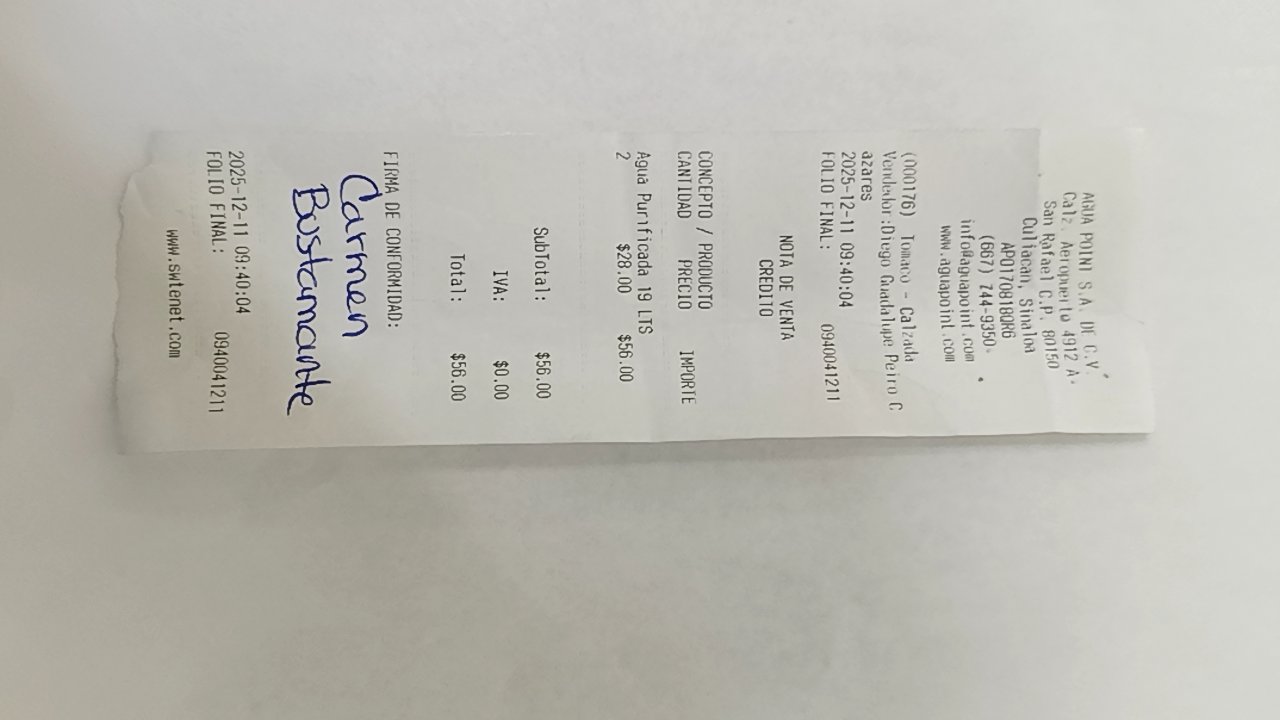 AGUA POINT S.A. DE C.V.
Calz. Aeropuerto 4912 A.
San Rafael C.P. 80150
Culiacan, Sinaloa
APO170818QR6
(667) 744-9350.
info@aguapoint.com
www.aguapoint.com
(000176) Tomaco - Calzada
Vendedor:Diego Guadalupe Peiro C
azares
2025-12-11 09:40:04
FOLIO FINAL: 0940041211
NOTA DE VENTA
CREDITO
CONCEPTO / PRODUCTO
CANTIDAD PRECIO IMPORTE
Agua Purificada 19 LTS
2 $28.00 $56.00
SubTotal: $56.00
IVA: $0.00
Total: $56.00
FIRMA DE CONFORMIDAD:
Carmen
Bustamante
2025-12-11 09:40:04
FOLIO FINAL: 0940041211
www.swtenet.com